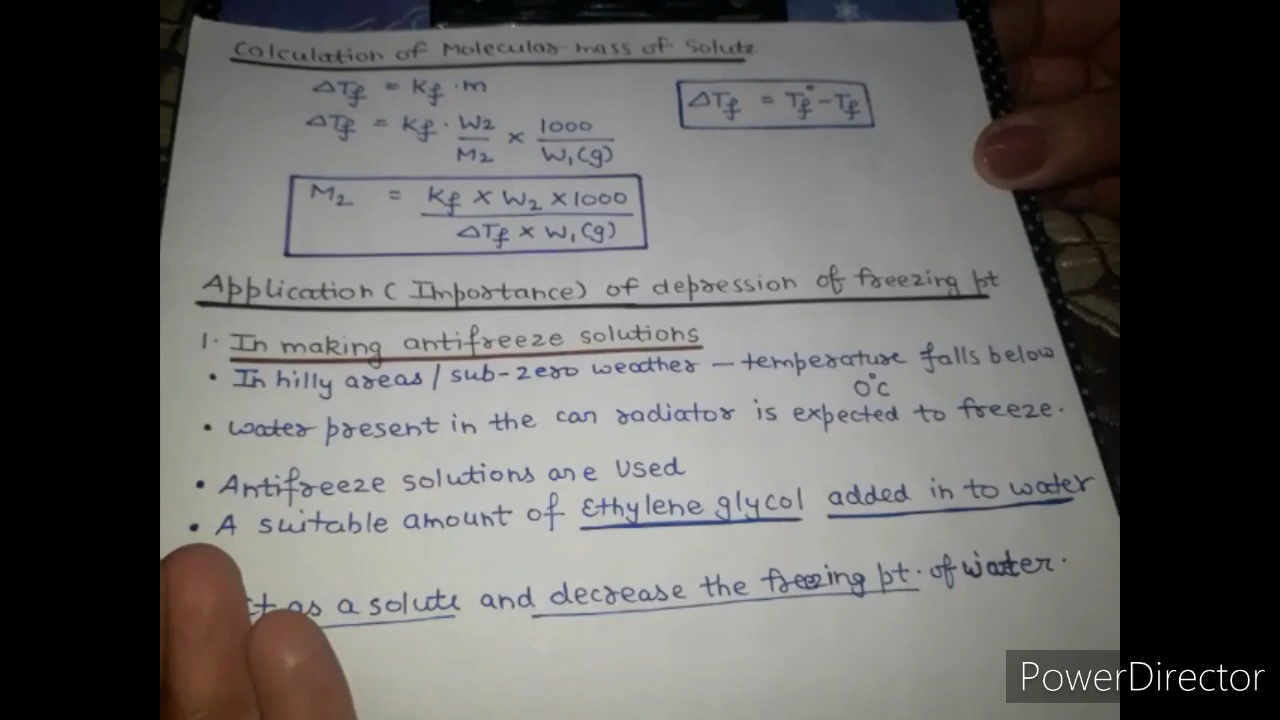 Calculation of Molecular mass of Solute
ΔTf = Kf · m
ΔTf = Tf° - Tf
ΔTf = Kf · W2/M2 × 1000/W1(g)
M2 = Kf × W2 × 1000 / ΔTf × W1(g)
Application (Importance) of depression of freezing pt
1. In making antifreeze solutions
• In hilly areas / sub-zero weather – temperature falls below
0°C
• water present in the car radiator is expected to freeze.
• Antifreeze solutions are used
• A suitable amount of Ethylene glycol added in to water
as a solute and decrease the freezing pt. of water.
PowerDirector